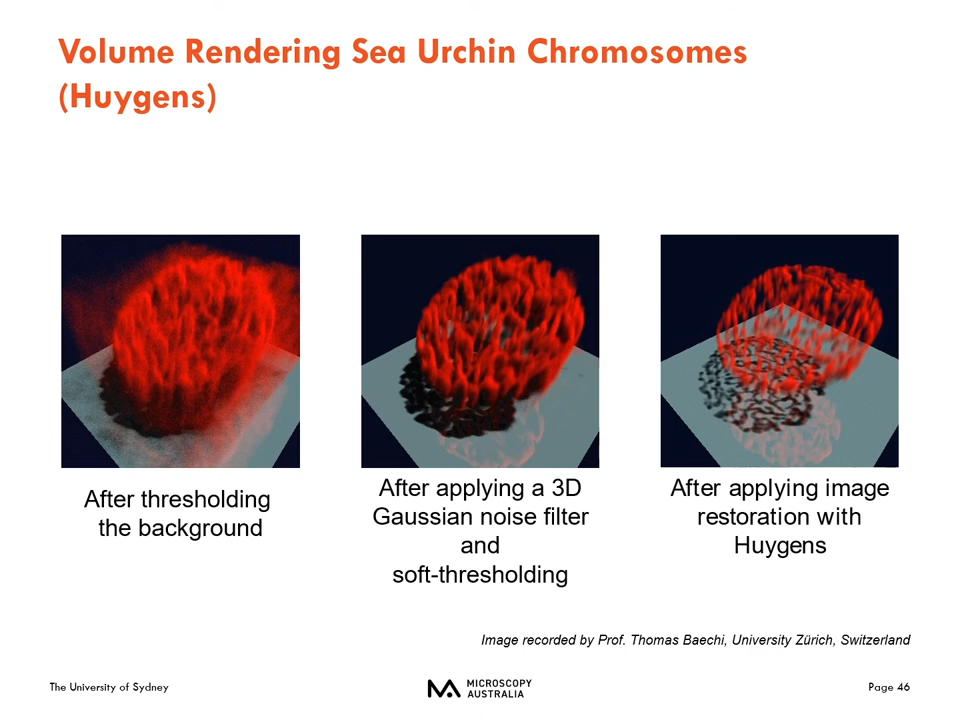 Volume Rendering Sea Urchin Chromosomes
(Huygens)
After thresholding
the background
After applying a 3D
Gaussian noise filter
and
soft-thresholding
After applying image
restoration with
Huygens
Image recorded by Prof. Thomas Baechi, University Zürich, Switzerland
The University of Sydney
MICROSCOPY
AUSTRALIA
Page 46